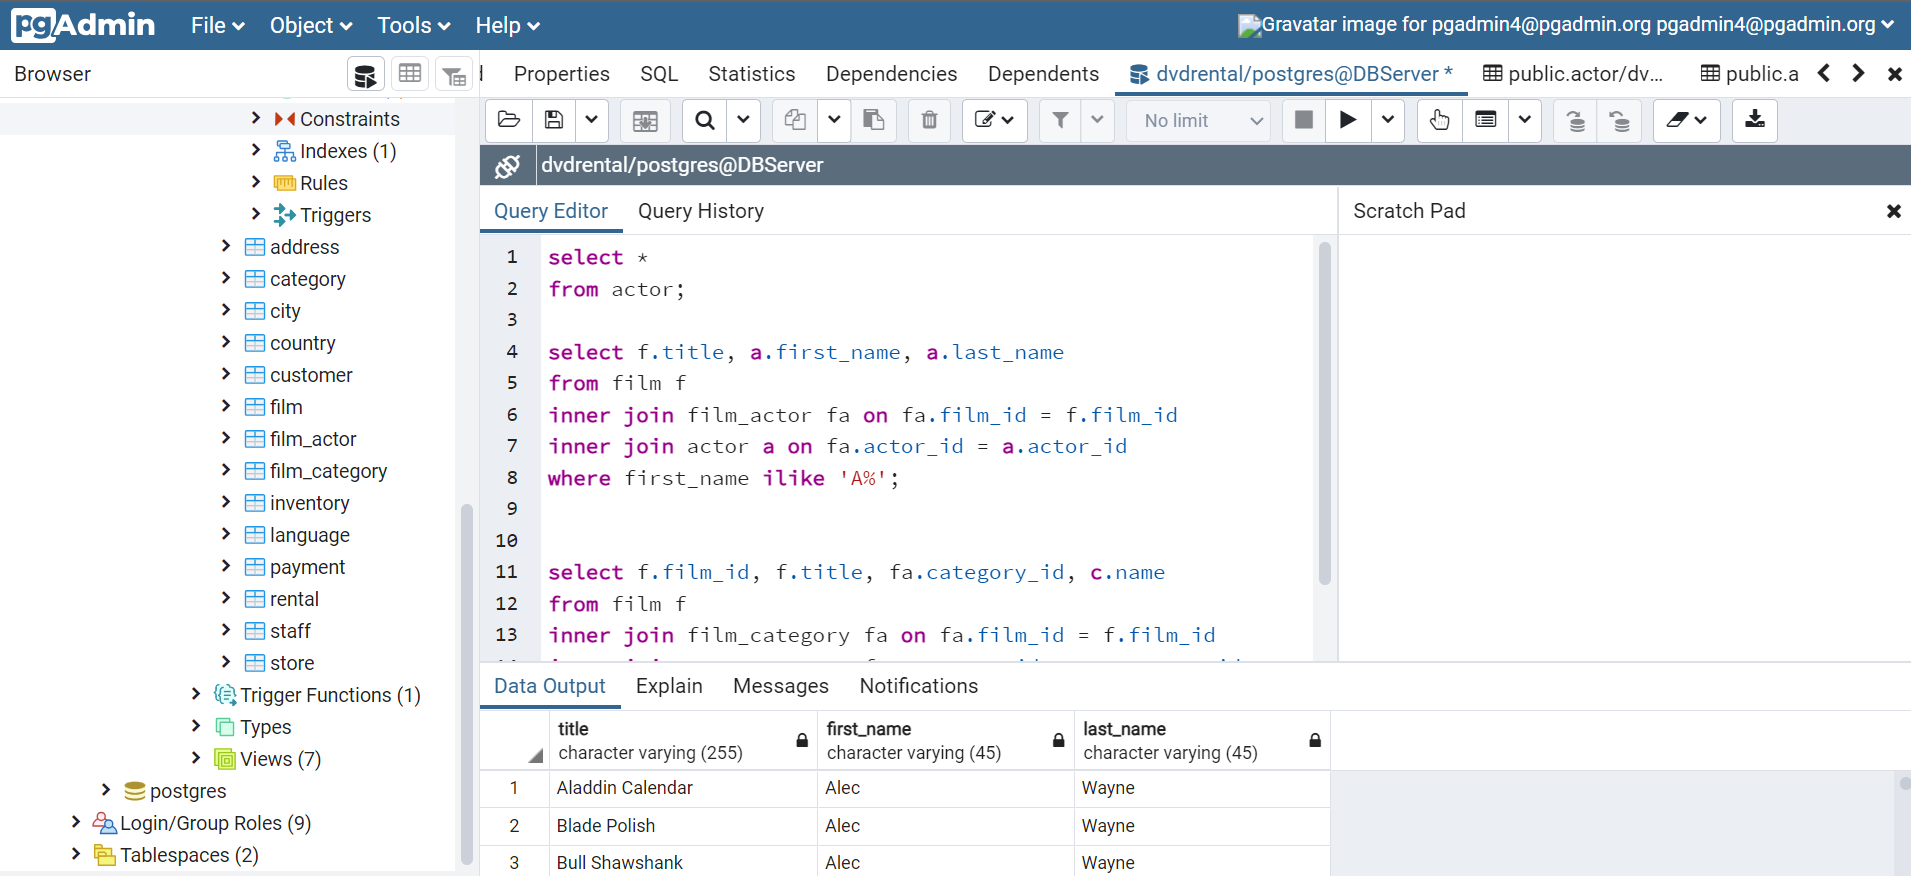 pgAdmin File Object Tools Help Gravatar image for pgadmin4@pgadmin.org pgadmin4@pgadmin.org
Browser
Properties SQL Statistics Dependencies Dependents dvdrental/postgres@DBServer * public.actor/dv... public.a
Constraints
Indexes (1)
Rules
Triggers
address
category
city
country
customer
film
film_actor
film_category
inventory
language
payment
rental
staff
store
Trigger Functions (1)
Types
Views (7)
postgres
Login/Group Roles (9)
Tablespaces (2)
No limit
dvdrental/postgres@DBServer
Query Editor Query History
Scratch Pad
1 select *
2 from actor;
3
4 select f.title, a.first_name, a.last_name
5 from film f
6 inner join film_actor fa on fa.film_id = f.film_id
7 inner join actor a on fa.actor_id = a.actor_id
8 where first_name ilike 'A%';
9
10
11 select f.film_id, f.title, fa.category_id, c.name
12 from film f
13 inner join film_category fa on fa.film_id = f.film_id
Data Output Explain Messages Notifications
title first_name last_name
character varying (255) character varying (45) character varying (45)
1 Aladdin Calendar Alec Wayne
2 Blade Polish Alec Wayne
3 Bull Shawshank Alec Wayne